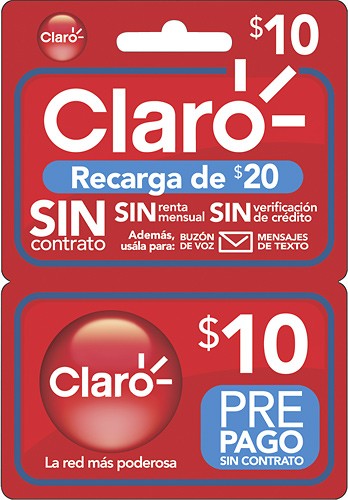 Claro
$10
Claro
Recarga de $20
SIN contrato
SIN renta mensual
SIN verificación de crédito
Además, usála para:
BUZÓN DE VOZ
MENSAJES DE TEXTO
Claro
$10
PRE
PAGO
SIN CONTRATO
La red más poderosa